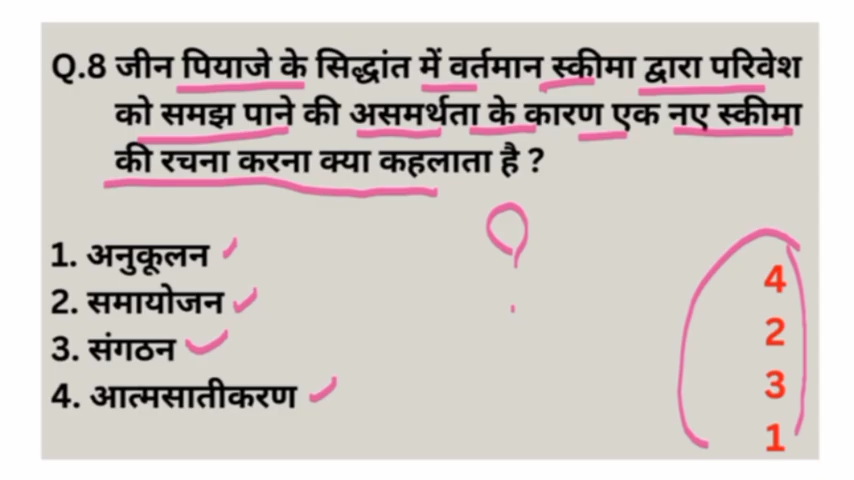 Q.8 जीन पियाजे के सिद्धांत में वर्तमान स्कीमा द्वारा परिवेश
को समझ पाने की असमर्थता के कारण एक नए स्कीमा
की रचना करना क्या कहलाता है ?
?
1. अनुकूलन
2. समायोजन
3. संगठन
4. आत्मसातीकरण
4
2
3
1